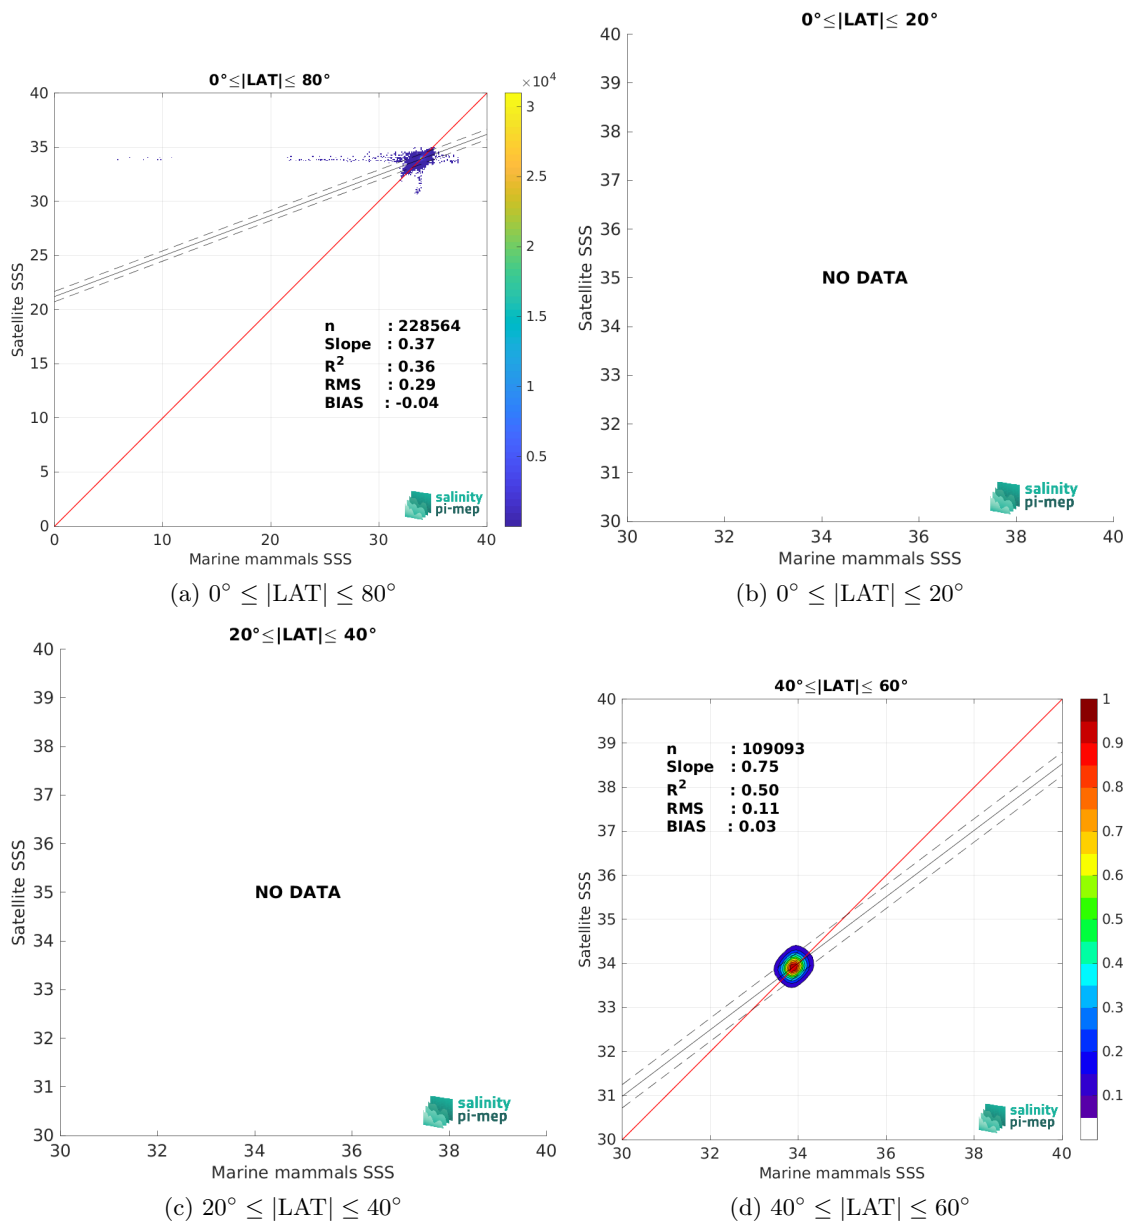 0°≤|LAT|≤ 80°
×10⁴
40
35
30
25
20
15
10
5
0
0
10
20
30
40
3
2.5
2
1.5
1
0.5
Satellite SSS
Marine mammals SSS
n : 228564
Slope : 0.37
R² : 0.36
RMS : 0.29
BIAS : -0.04
salinity
pi-mep
(a) 0° ≤ |LAT| ≤ 80°
0°≤|LAT|≤ 20°
40
39
38
37
36
35
34
33
32
31
30
30
32
34
36
38
40
Satellite SSS
Marine mammals SSS
NO DATA
salinity
pi-mep
(b) 0° ≤ |LAT| ≤ 20°
20°≤|LAT|≤ 40°
40
39
38
37
36
35
34
33
32
31
30
30
32
34
36
38
40
Satellite SSS
Marine mammals SSS
NO DATA
salinity
pi-mep
(c) 20° ≤ |LAT| ≤ 40°
40°≤|LAT|≤ 60°
40
39
38
37
36
35
34
33
32
31
30
30
32
34
36
38
40
1
0.9
0.8
0.7
0.6
0.5
0.4
0.3
0.2
0.1
Satellite SSS
Marine mammals SSS
n : 109093
Slope : 0.75
R² : 0.50
RMS : 0.11
BIAS : 0.03
salinity
pi-mep
(d) 40° ≤ |LAT| ≤ 60°